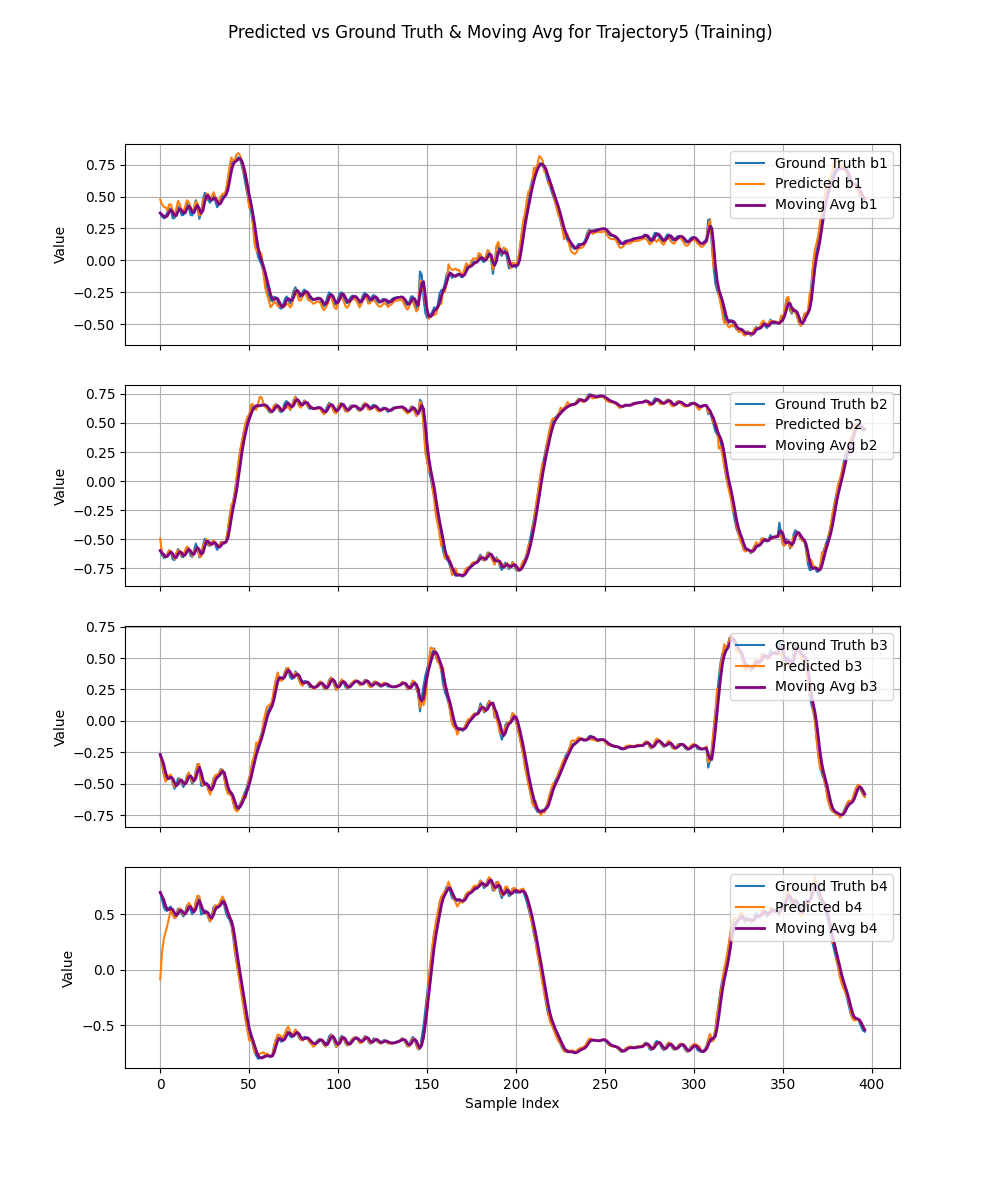 Predicted vs Ground Truth & Moving Avg for Trajectory5 (Training)
0.75
0.50
0.25
0.00
−0.25
−0.50
Value
Ground Truth b1
Predicted b1
Moving Avg b1
0.75
0.50
0.25
0.00
−0.25
−0.50
−0.75
Value
Ground Truth b2
Predicted b2
Moving Avg b2
0.75
0.50
0.25
0.00
−0.25
−0.50
−0.75
Value
Ground Truth b3
Predicted b3
Moving Avg b3
0.5
0.0
−0.5
Value
Ground Truth b4
Predicted b4
Moving Avg b4
0 50 100 150 200 250 300 350 400
Sample Index